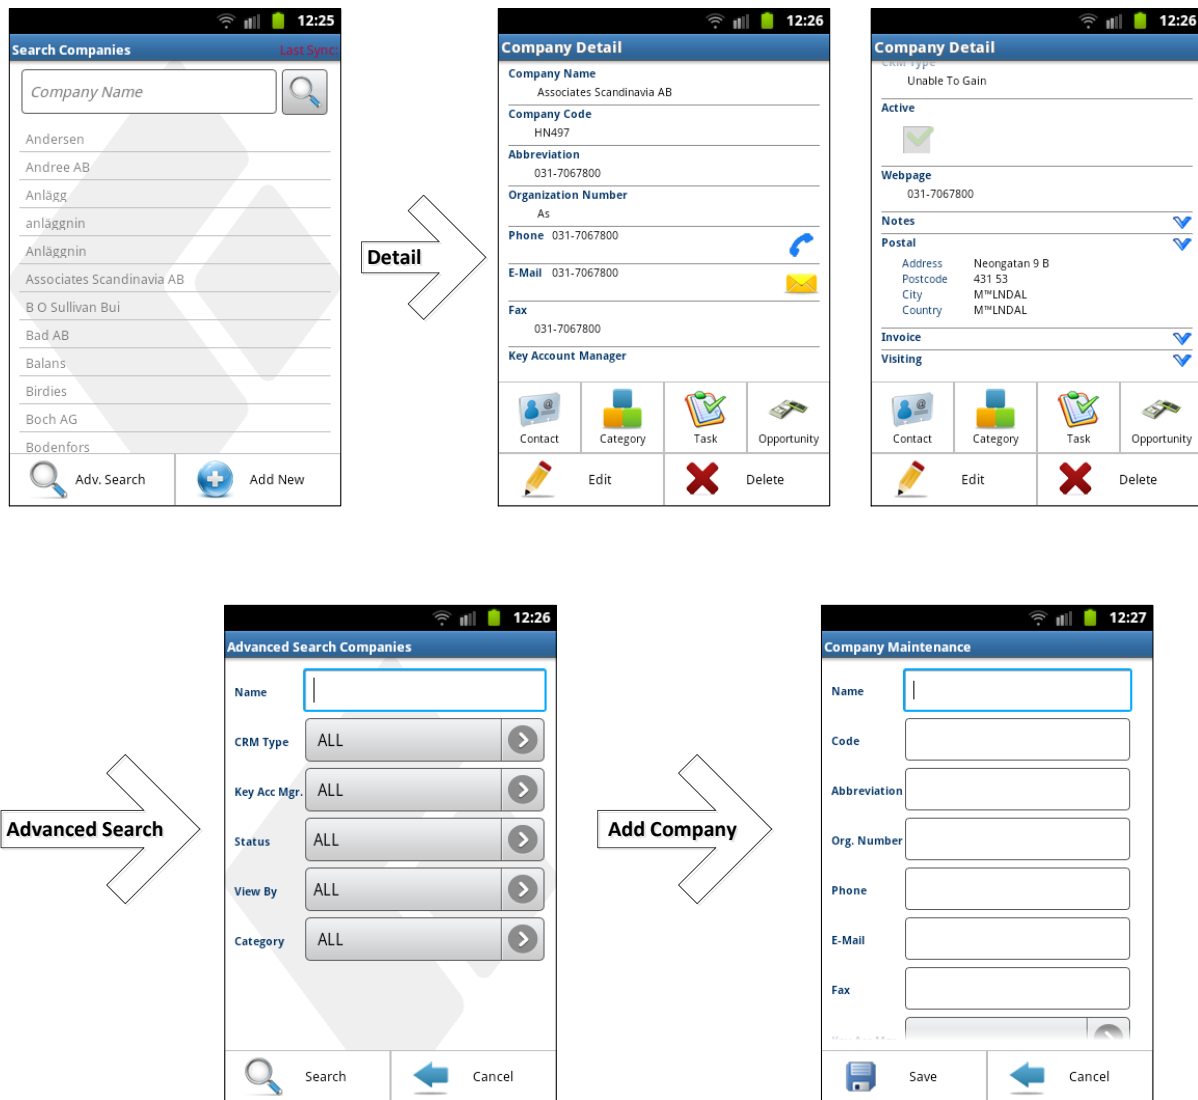 12:25
Search Companies Last Sync:
Company Name
Andersen
Andree AB
Anlägg
anläggnin
Anläggnin
Associates Scandinavia AB
B O Sullivan Bui
Bad AB
Balans
Birdies
Boch AG
Bodenfors
Adv. Search Add New
Detail
12:26
Company Detail
Company Name
Associates Scandinavia AB
Company Code
HN497
Abbreviation
031-7067800
Organization Number
As
Phone 031-7067800
E-Mail 031-7067800
Fax
031-7067800
Key Account Manager
Contact Category Task Opportunity
Edit Delete
12:26
Company Detail
CRM Type
Unable To Gain
Active
Webpage
031-7067800
Notes
Postal
Address Neongatan 9 B
Postcode 431 53
City M™LNDAL
Country M™LNDAL
Invoice
Visiting
Contact Category Task Opportunity
Edit Delete
Advanced Search
12:26
Advanced Search Companies
Name
CRM Type ALL
Key Acc Mgr. ALL
Status ALL
View By ALL
Category ALL
Search Cancel
Add Company
12:27
Company Maintenance
Name
Code
Abbreviation
Org. Number
Phone
E-Mail
Fax
Save Cancel